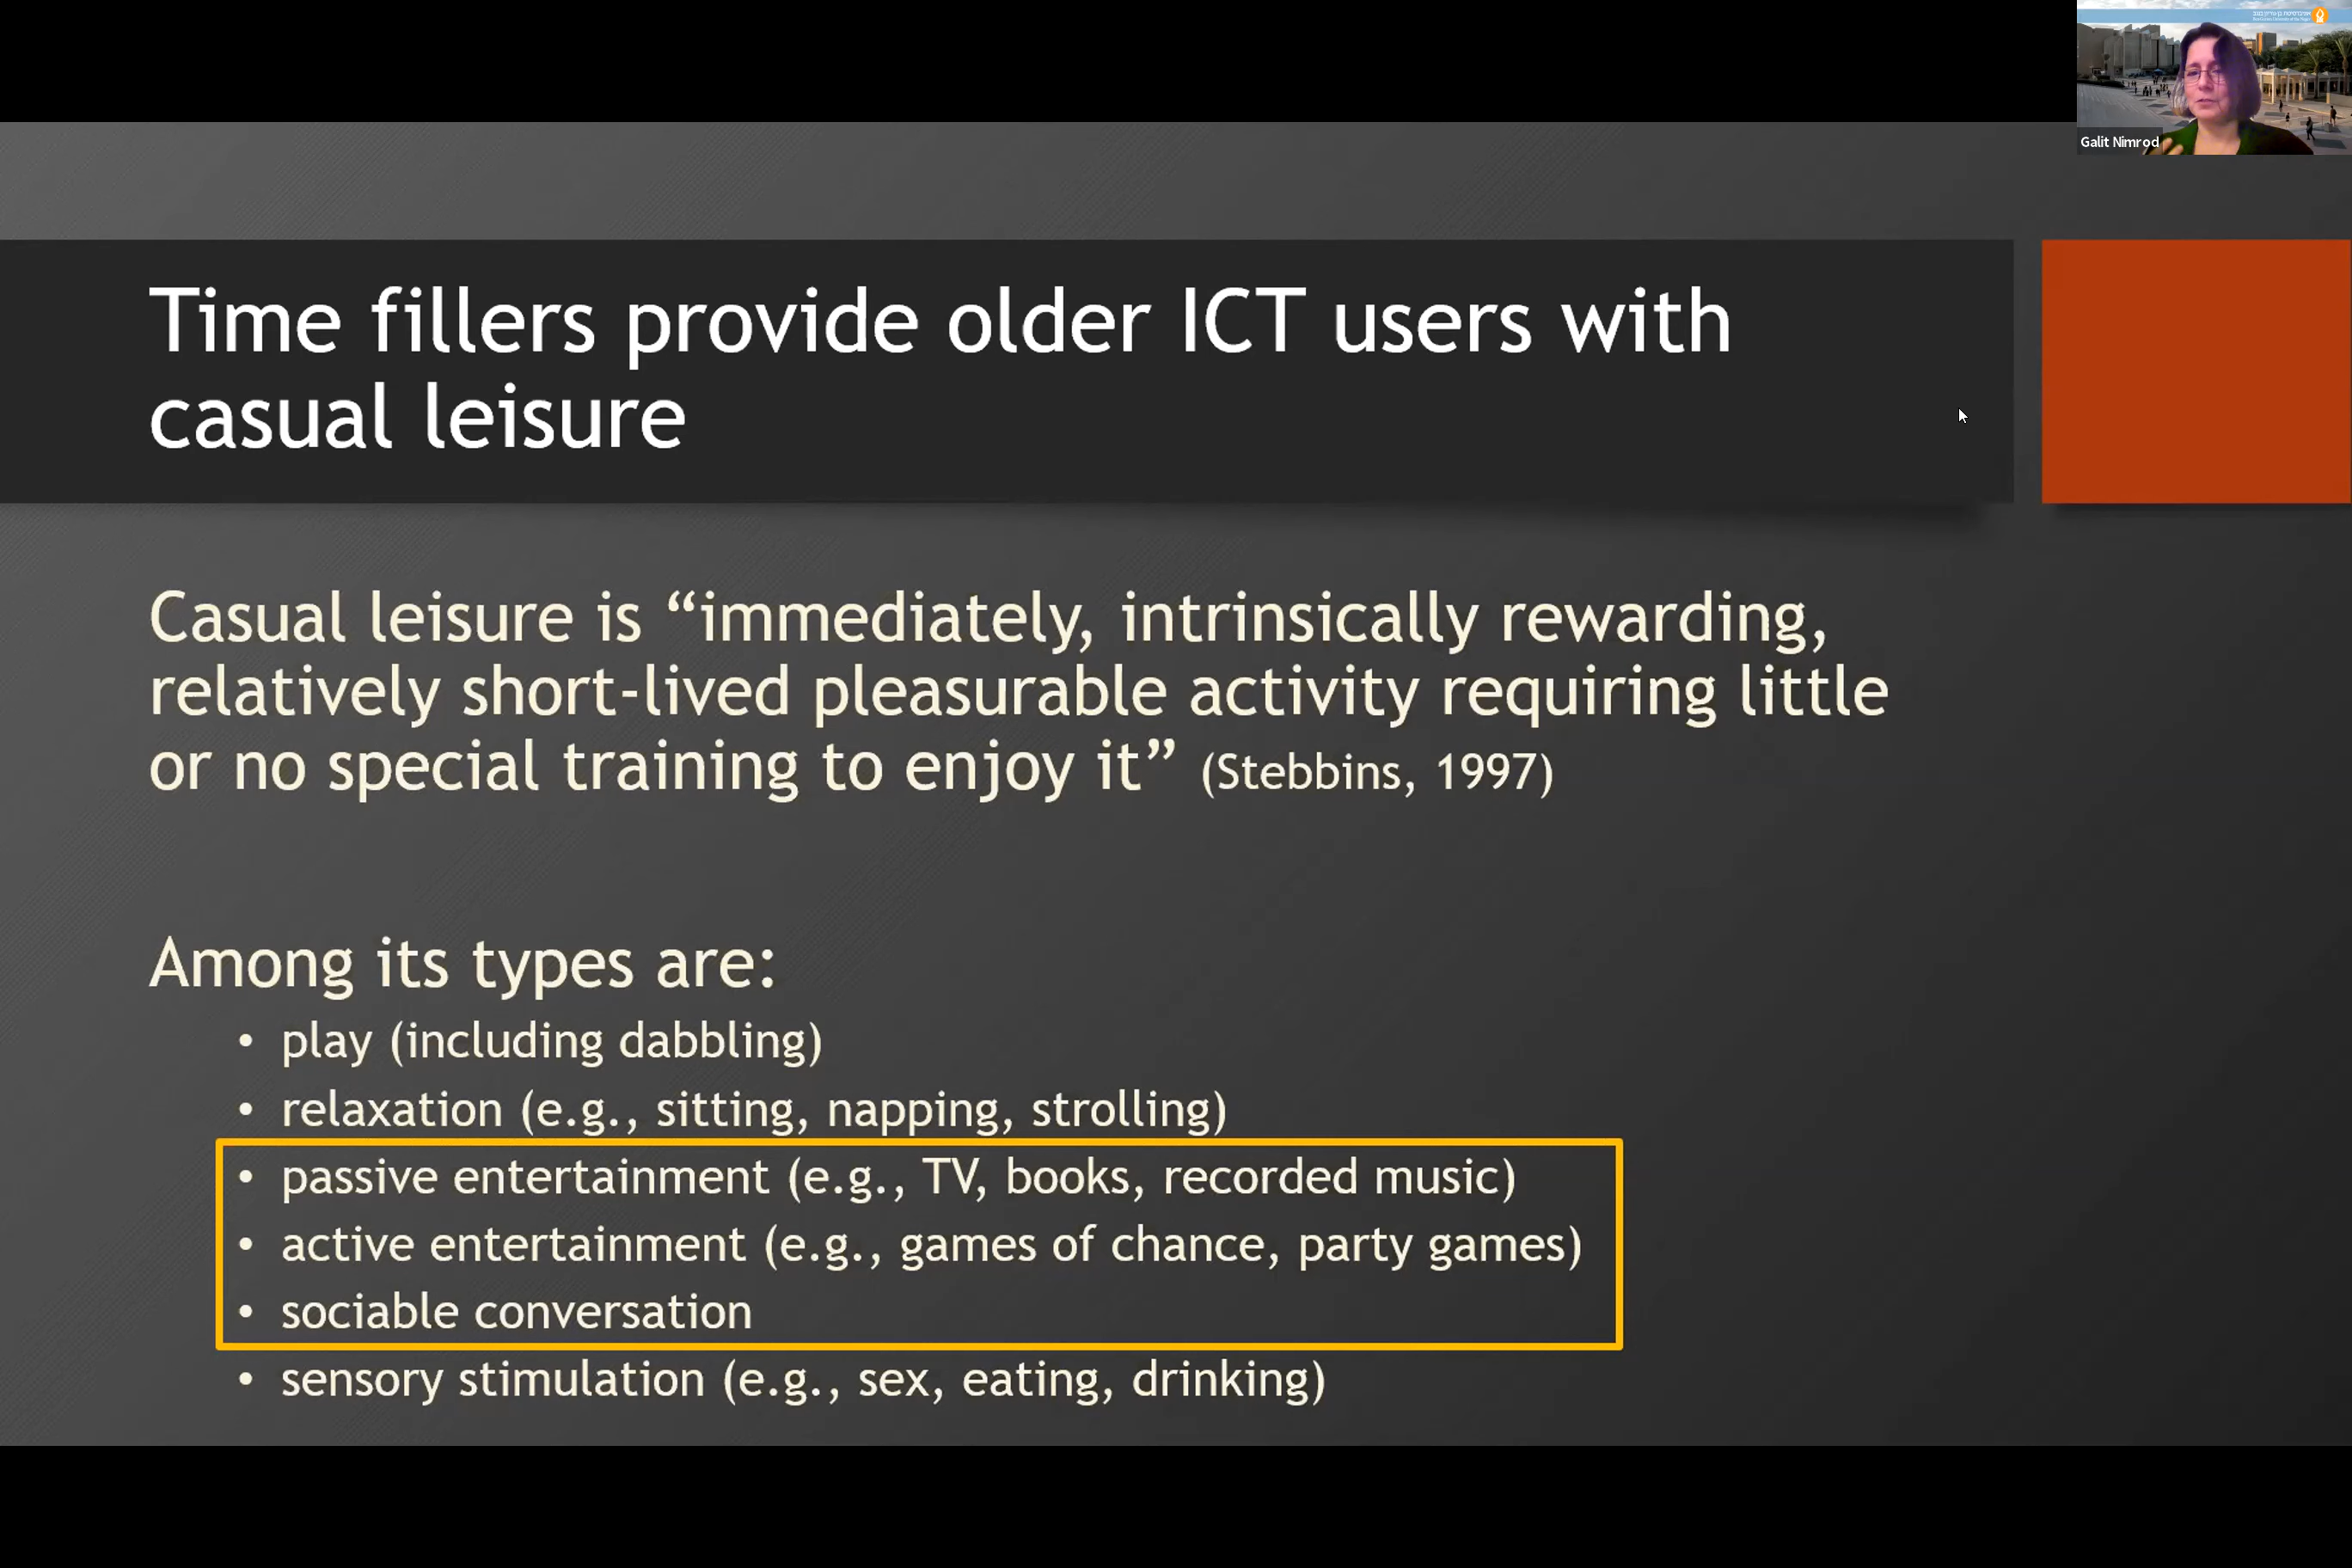 Galit Nimrod
Time fillers provide older ICT users with
casual leisure
Casual leisure is “immediately, intrinsically rewarding,
relatively short-lived pleasurable activity requiring little
or no special training to enjoy it” (Stebbins, 1997)
Among its types are:
• play (including dabbling)
• relaxation (e.g., sitting, napping, strolling)
• passive entertainment (e.g., TV, books, recorded music)
• active entertainment (e.g., games of chance, party games)
• sociable conversation
• sensory stimulation (e.g., sex, eating, drinking)